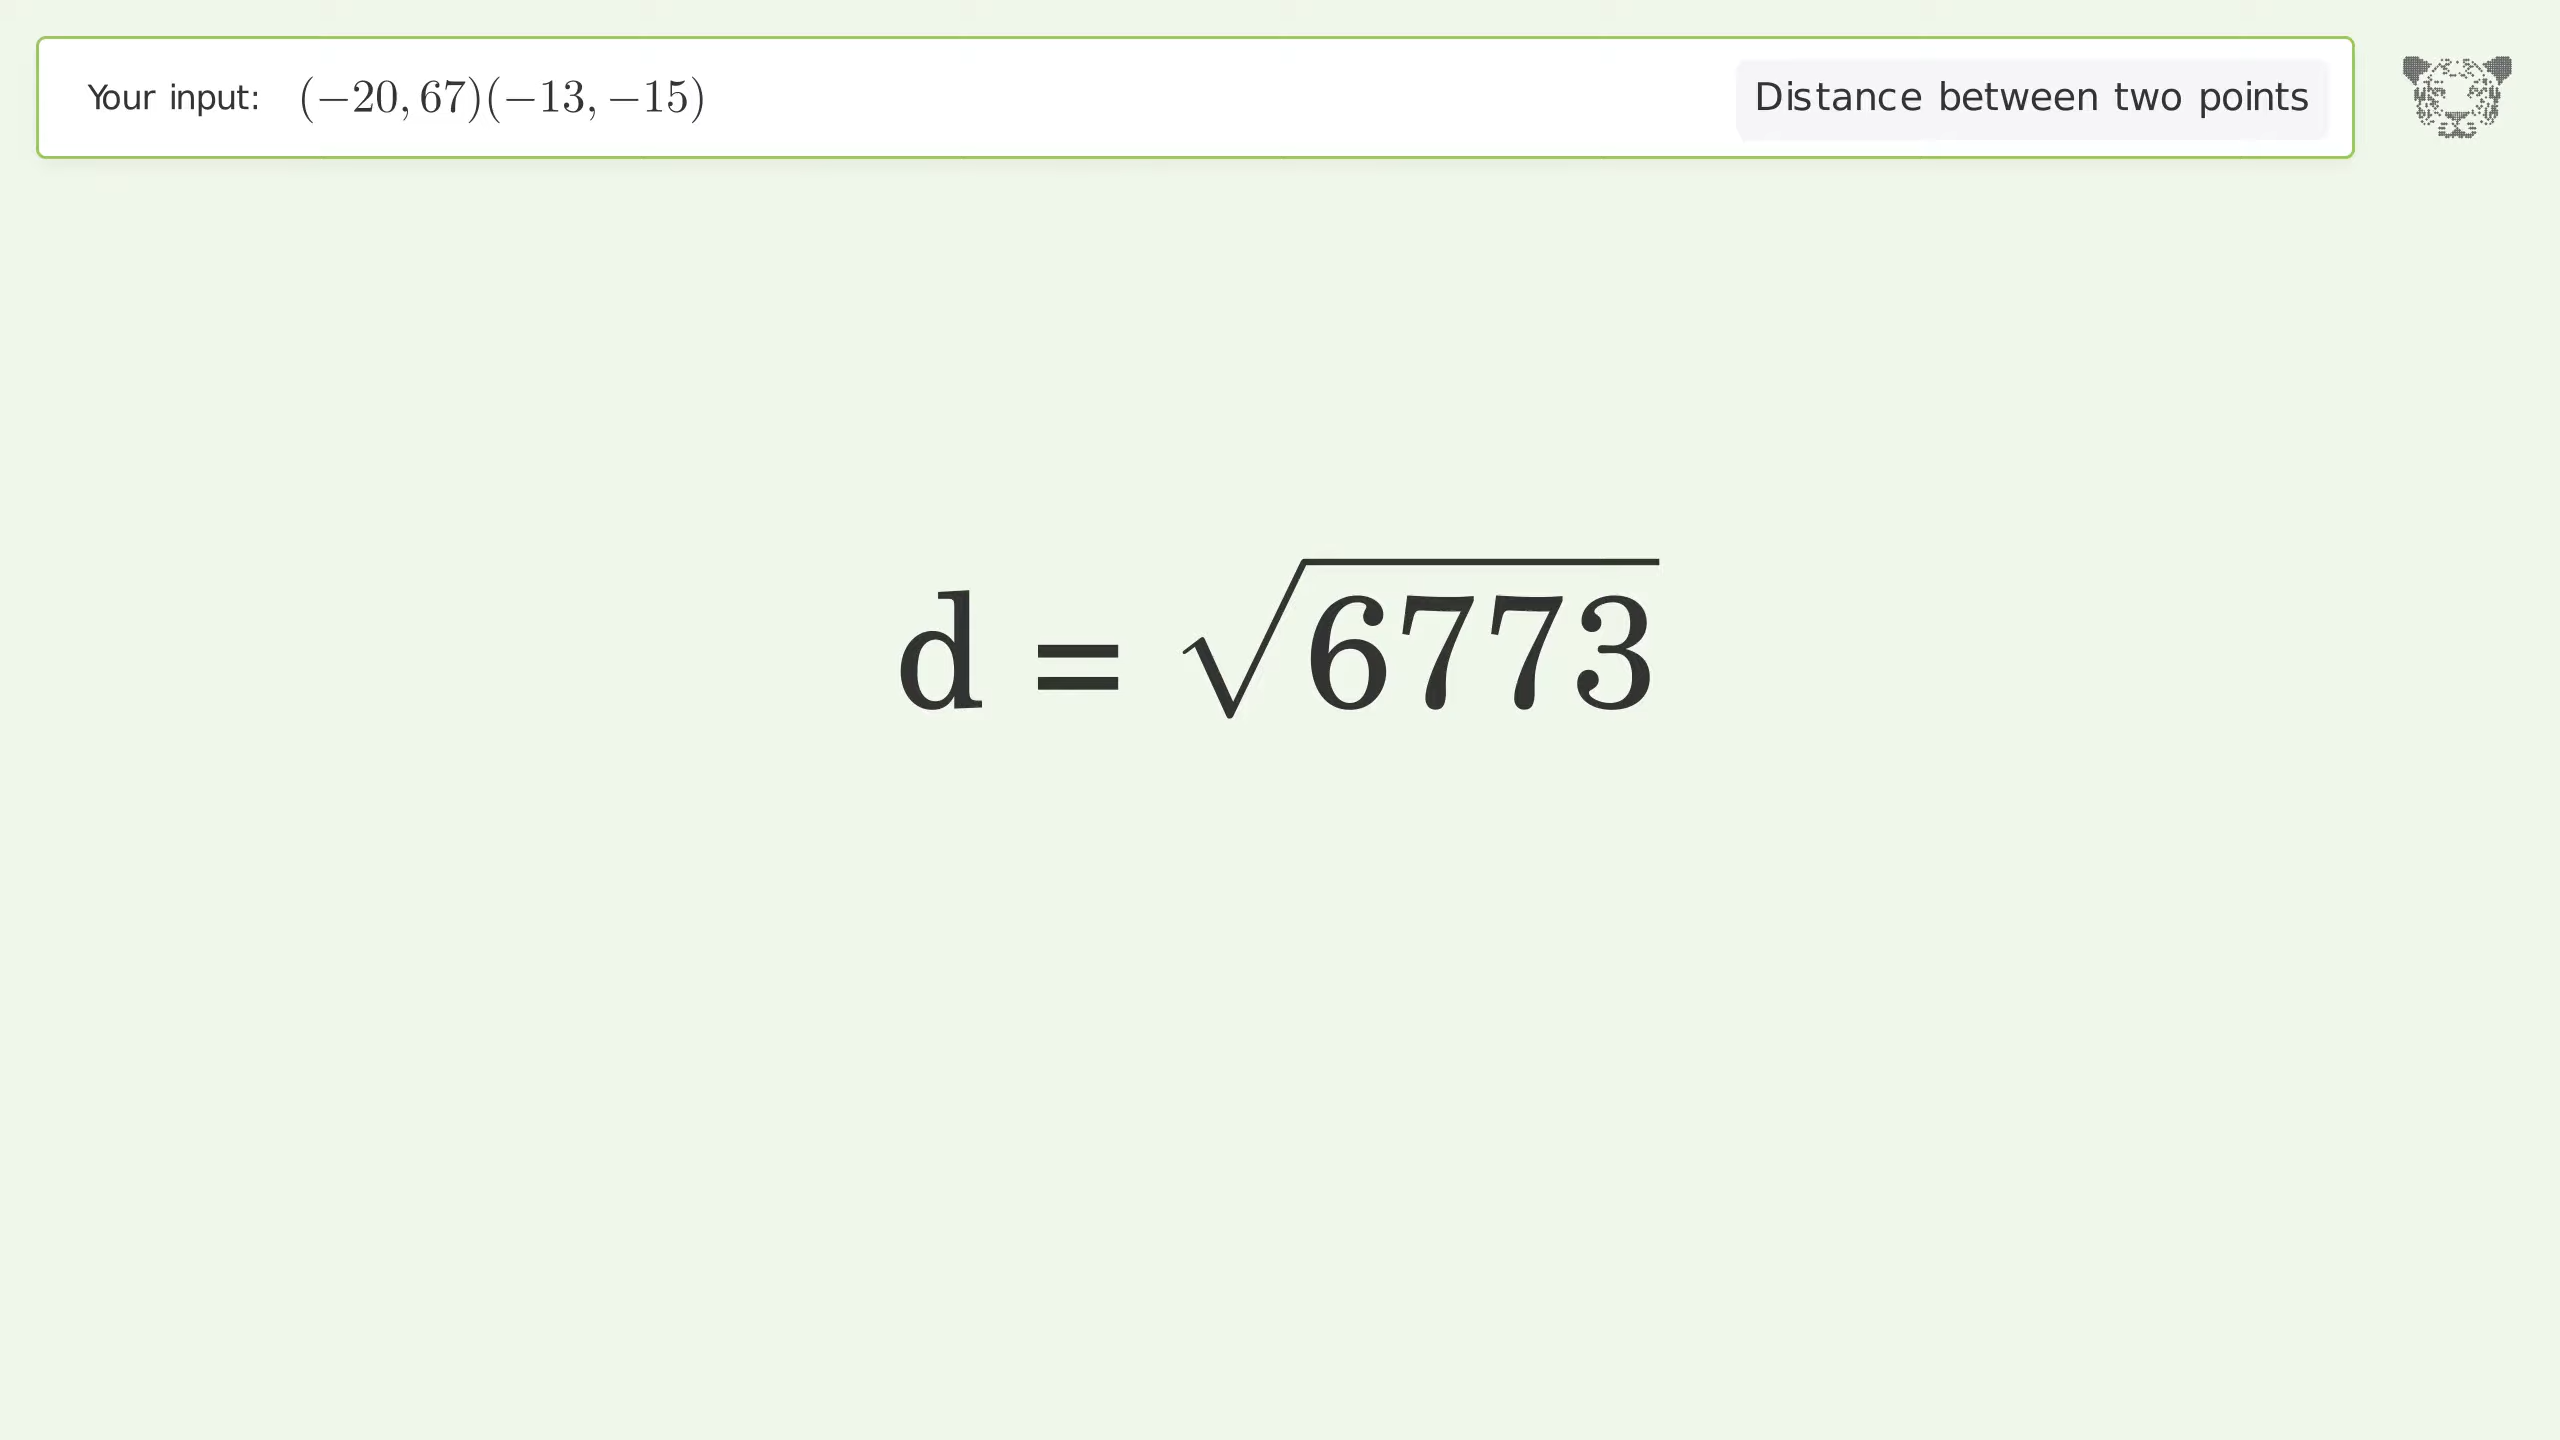 Your input: (−20, 67)(−13, −15)
Distance between two points
d = √6773